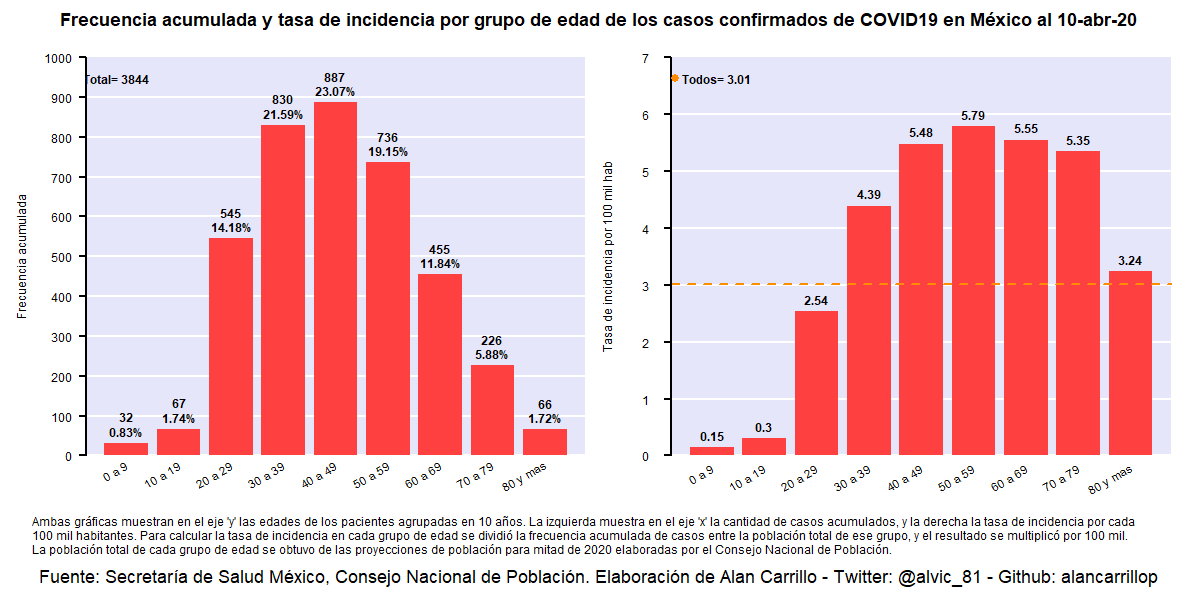 Frecuencia acumulada y tasa de incidencia por grupo de edad de los casos confirmados de COVID19 en México al 10-abr-20
Frecuencia acumulada
1000
900
800
700
600
500
400
300
200
100
0
Total= 3844
32
0.83%
67
1.74%
545
14.18%
830
21.59%
887
23.07%
736
19.15%
455
11.84%
226
5.88%
66
1.72%
0 a 9
10 a 19
20 a 29
30 a 39
40 a 49
50 a 59
60 a 69
70 a 79
80 y mas
Tasa de incidencia por 100 mil hab
7
6
5
4
3
2
1
0
Todos= 3.01
0.15
0.3
2.54
4.39
5.48
5.79
5.55
5.35
3.24
0 a 9
10 a 19
20 a 29
30 a 39
40 a 49
50 a 59
60 a 69
70 a 79
80 y mas
Ambas gráficas muestran en el eje 'y' las edades de los pacientes agrupadas en 10 años. La izquierda muestra en el eje 'x' la cantidad de casos acumulados, y la derecha la tasa de incidencia por cada
100 mil habitantes. Para calcular la tasa de incidencia en cada grupo de edad se dividió la frecuencia acumulada de casos entre la población total de ese grupo, y el resultado se multiplicó por 100 mil.
La población total de cada grupo de edad se obtuvo de las proyecciones de población para mitad de 2020 elaboradas por el Consejo Nacional de Población.
Fuente: Secretaría de Salud México, Consejo Nacional de Población. Elaboración de Alan Carrillo - Twitter: @alvic_81 - Github: alancarrillop